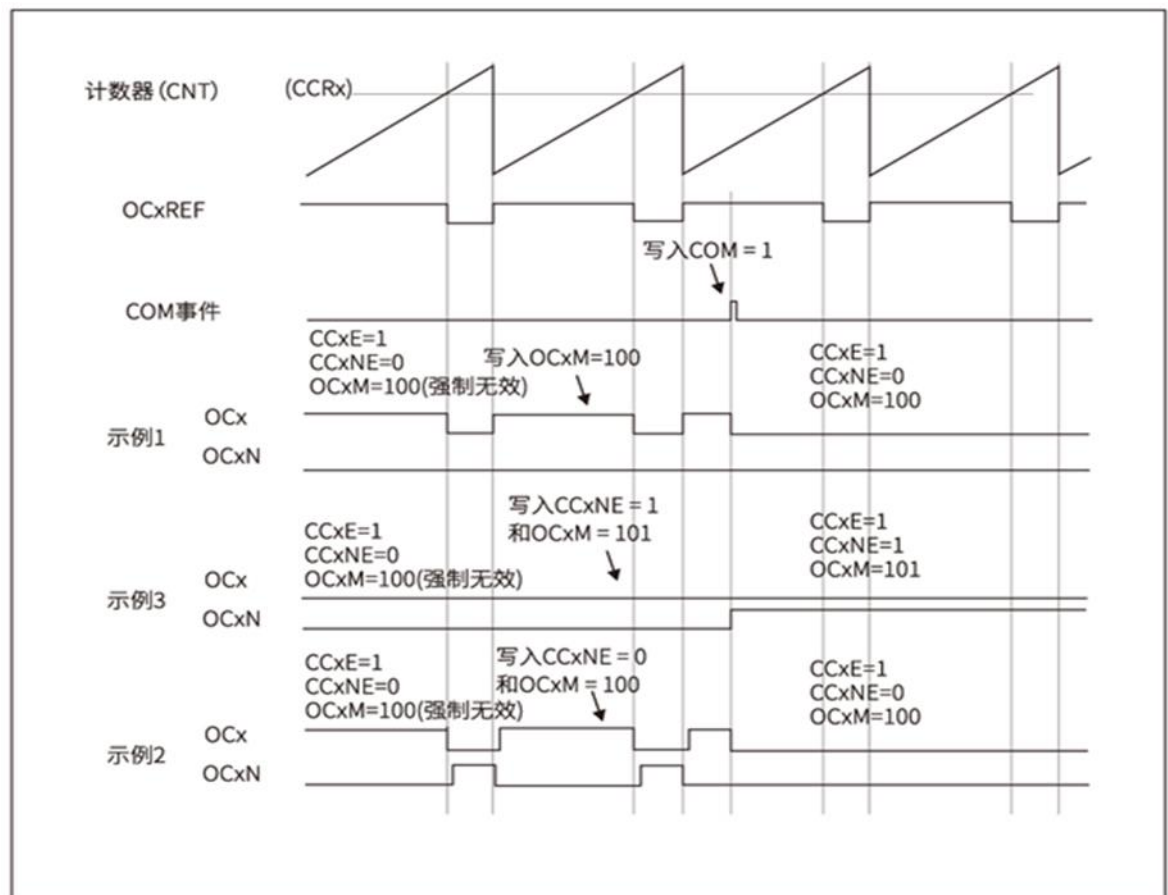 计数器(CNT)
(CCRx)
OCxREF
写入COM = 1
COM事件
CCxE=1
CCxNE=0
OCxM=100(强制无效)
写入OCxM=100
CCxE=1
CCxNE=0
OCxM=100
示例1
OCx
OCxN
CCxE=1
CCxNE=0
OCxM=100(强制无效)
写入CCxNE = 1
和OCxM = 101
CCxE=1
CCxNE=1
OCxM=101
示例3
OCx
OCxN
CCxE=1
CCxNE=0
OCxM=100(强制无效)
写入CCxNE = 0
和OCxM = 100
CCxE=1
CCxNE=0
OCxM=100
示例2
OCx
OCxN